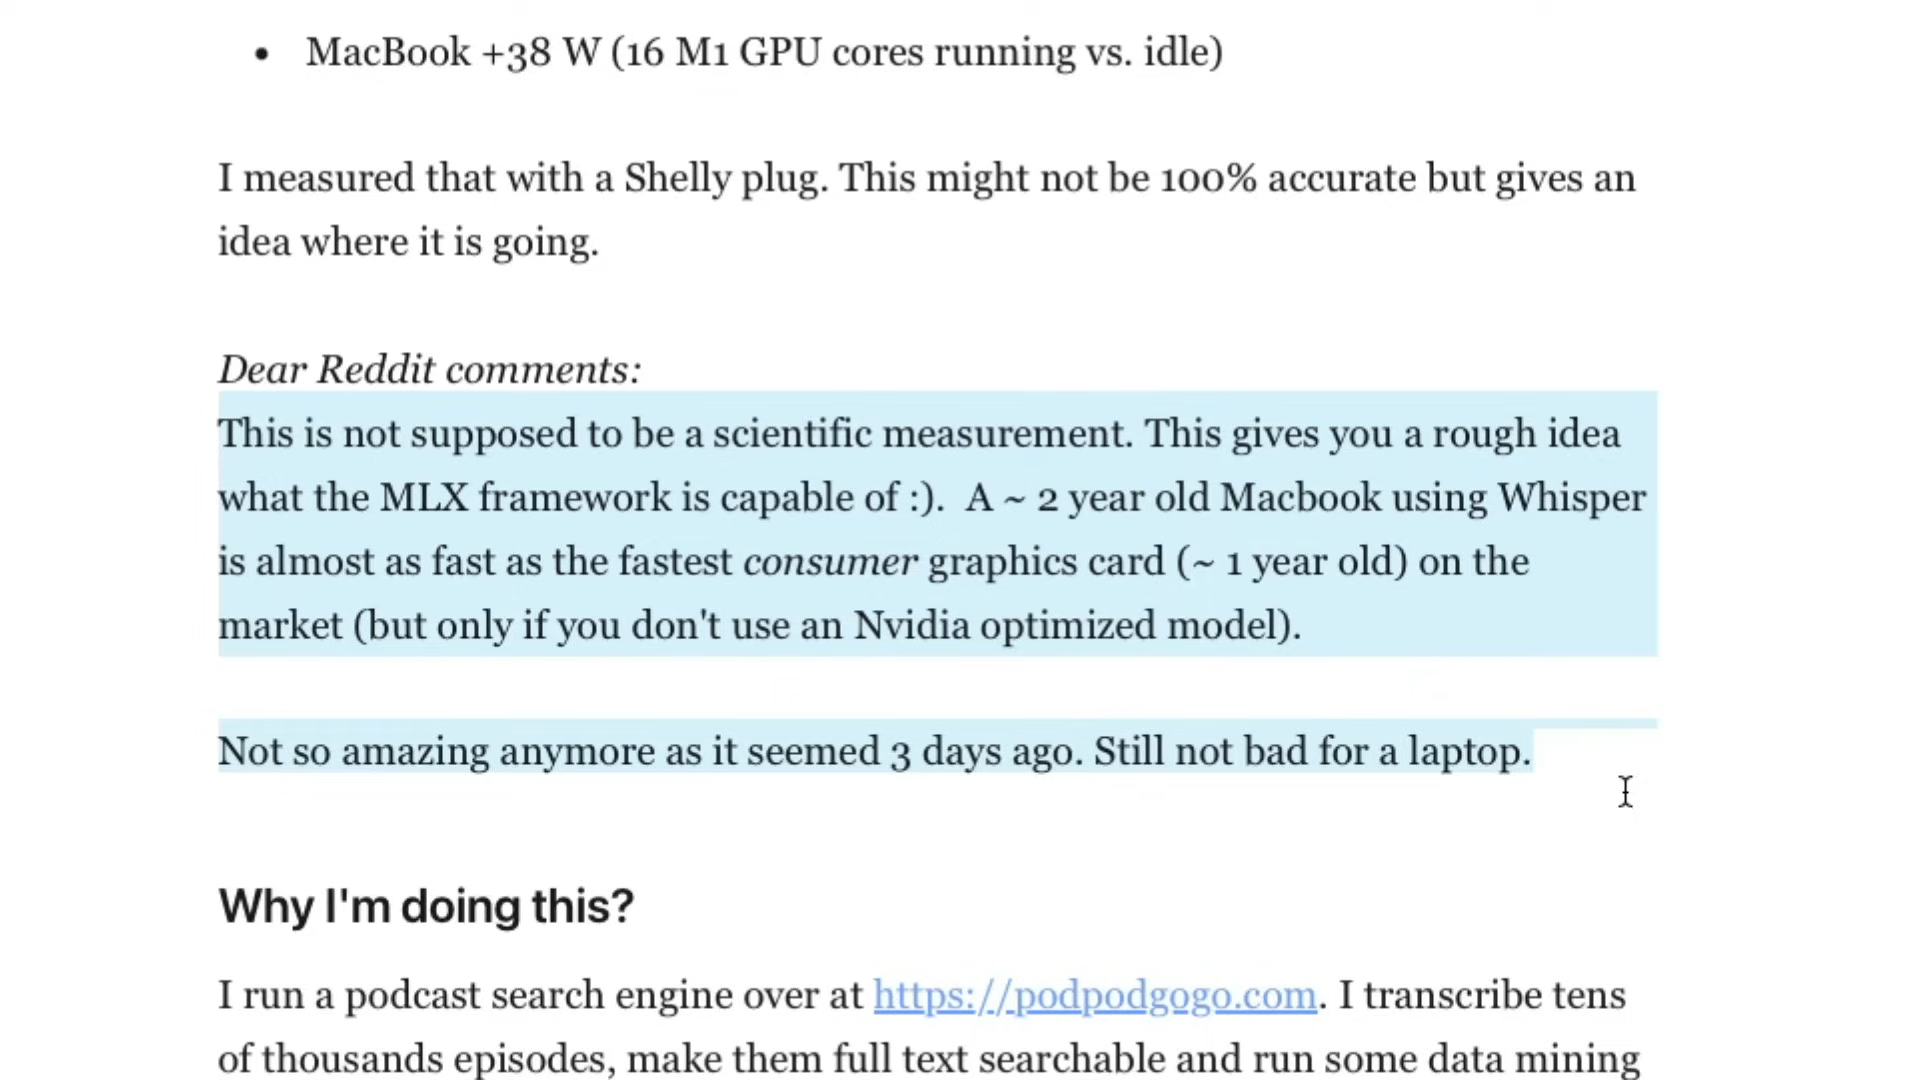 • MacBook +38 W (16 M1 GPU cores running vs. idle)
I measured that with a Shelly plug. This might not be 100% accurate but gives an
idea where it is going.
Dear Reddit comments:
This is not supposed to be a scientific measurement. This gives you a rough idea
what the MLX framework is capable of :).  A ~ 2 year old Macbook using Whisper
is almost as fast as the fastest consumer graphics card (~ 1 year old) on the
market (but only if you don't use an Nvidia optimized model).
Not so amazing anymore as it seemed 3 days ago. Still not bad for a laptop.
Why I'm doing this?
I run a podcast search engine over at https://podpodgogo.com. I transcribe tens
of thousands episodes, make them full text searchable and run some data mining